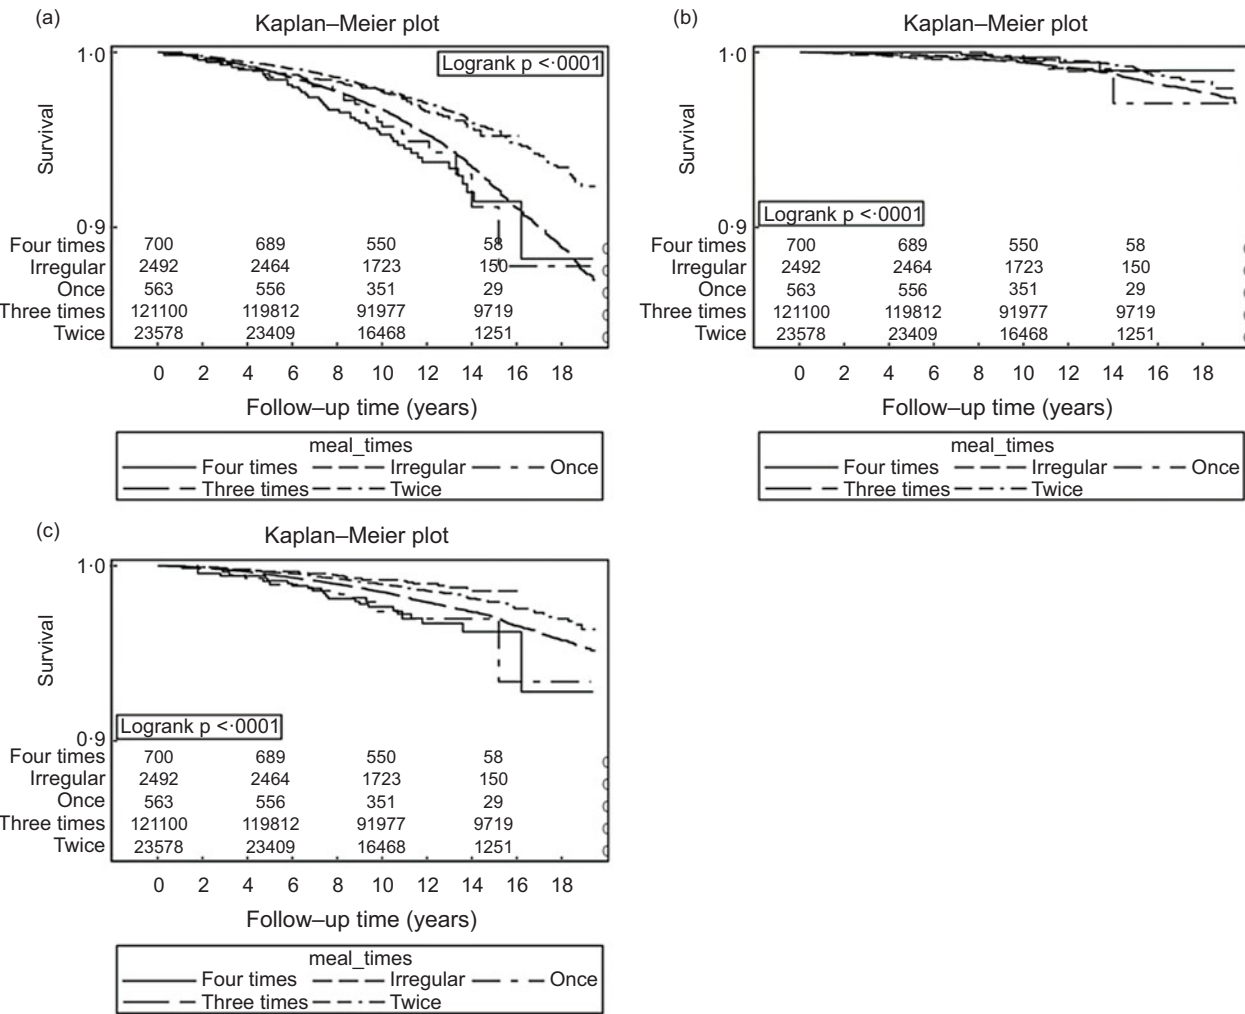 (a)
Kaplan–Meier plot
Logrank p <·0001
1·0
0·9
Survival
Four times 700 689 550 58
Irregular 2492 2464 1723 150
Once 563 556 351 29
Three times 121100 119812 91977 9719
Twice 23578 23409 16468 1251
0 2 4 6 8 10 12 14 16 18
Follow–up time (years)
meal_times
Four times Irregular Once
Three times Twice
(b)
Kaplan–Meier plot
1·0
0·9
Survival
Logrank p <·0001
Four times 700 689 550 58
Irregular 2492 2464 1723 150
Once 563 556 351 29
Three times 121100 119812 91977 9719
Twice 23578 23409 16468 1251
0 2 4 6 8 10 12 14 16 18
Follow–up time (years)
meal_times
Four times Irregular Once
Three times Twice
(c)
Kaplan–Meier plot
1·0
0·9
Survival
Logrank p <·0001
Four times 700 689 550 58
Irregular 2492 2464 1723 150
Once 563 556 351 29
Three times 121100 119812 91977 9719
Twice 23578 23409 16468 1251
0 2 4 6 8 10 12 14 16 18
Follow–up time (years)
meal_times
Four times Irregular Once
Three times Twice